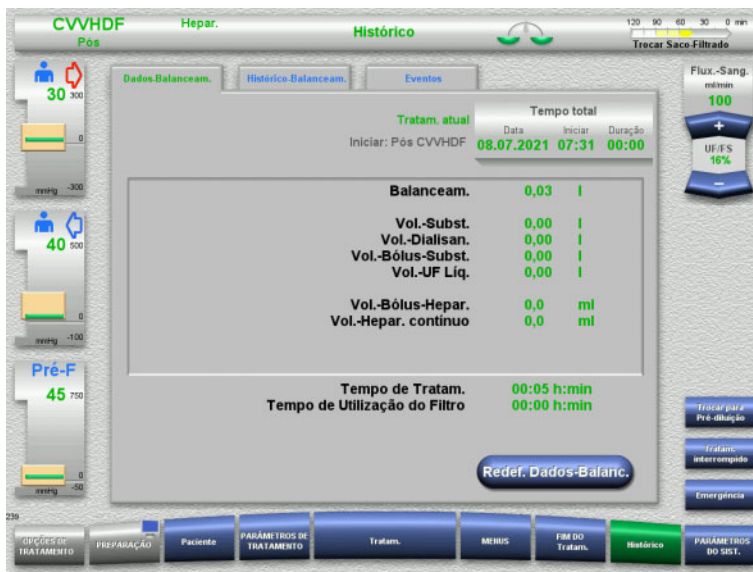 CVVHDF
Pós
Hepar.
Histórico
120 90 60 30 0 min
Trocar Saco-Filtrado
30 300
0
mmHg -300
40 500
0
mmHg -100
Pré-F
45 750
0
mmHg -50
Dados-Balanceam.
Histórico-Balanceam.
Eventos
Tempo total
Tratam. atual
Data Iniciar Duração
Iniciar: Pós CVVHDF 08.07.2021 07:31 00:00
Balanceam. 0,03 l
Vol.-Subst. 0,00 l
Vol.-Dialisan. 0,00 l
Vol.-Bólus-Subst. 0,00 l
Vol.-UF Líq. 0,00 l
Vol.-Bólus-Hepar. 0,0 ml
Vol.-Hepar. contínuo 0,0 ml
Tempo de Tratam. 00:05 h:min
Tempo de Utilização do Filtro 00:00 h:min
Redef. Dados-Balanc.
Flux.-Sang.
ml/min
100
+
UF/FS
16%
−
Trocar para
Pré-diluição
Tratam.
interrompido
Emergência
239
OPÇÕES DE
TRATAMENTO
PREPARAÇÃO
Paciente
PARÂMETROS DE
TRATAMENTO
Tratam.
MENUS
FIM DO
Tratam.
Histórico
PARÂMETROS
DO SIST.